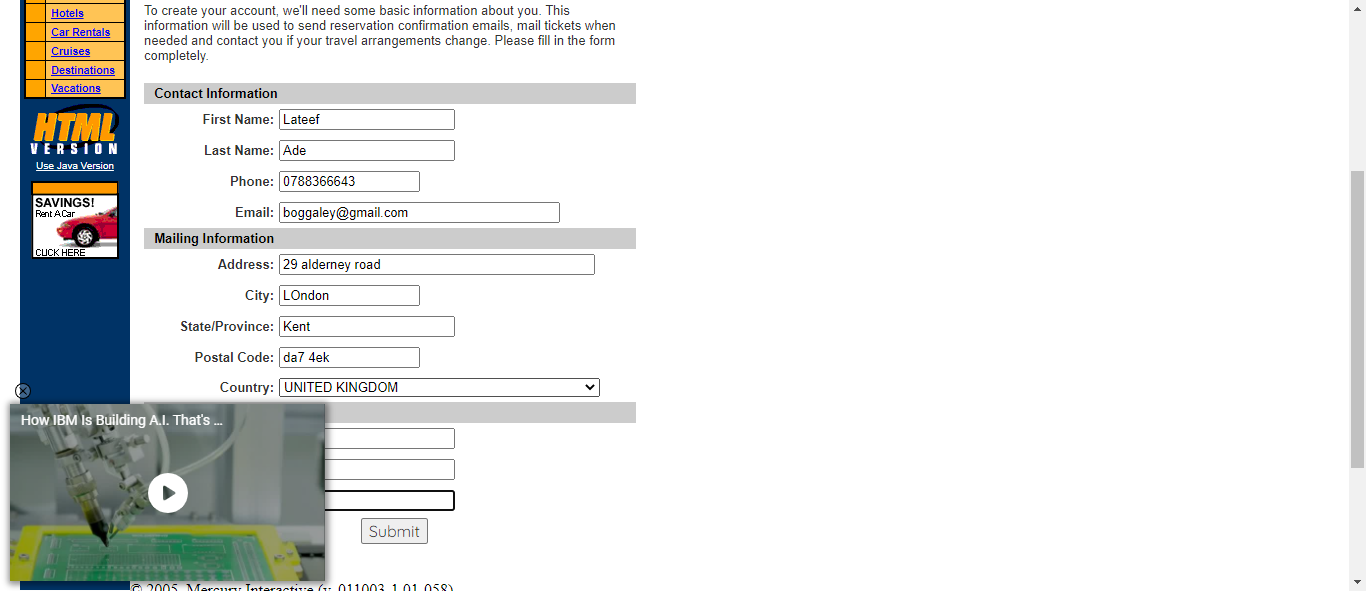 Hotels
Car Rentals
Cruises
Destinations
Vacations
HTML
VERSION
Use Java Version
SAVINGS!
Rent A Car
CLICK HERE
To create your account, we'll need some basic information about you. This
information will be used to send reservation confirmation emails, mail tickets when
needed and contact you if your travel arrangements change. Please fill in the form
completely.
Contact Information
First Name: Lateef
Last Name: Ade
Phone: 0788366643
Email: boggaley@gmail.com
Mailing Information
Address: 29 alderney road
City: LOndon
State/Province: Kent
Postal Code: da7 4ek
Country: UNITED KINGDOM
How IBM Is Building A.I. That's ...
Submit
© 2005, Mercury Interactive (v. 011003-1.01-058)